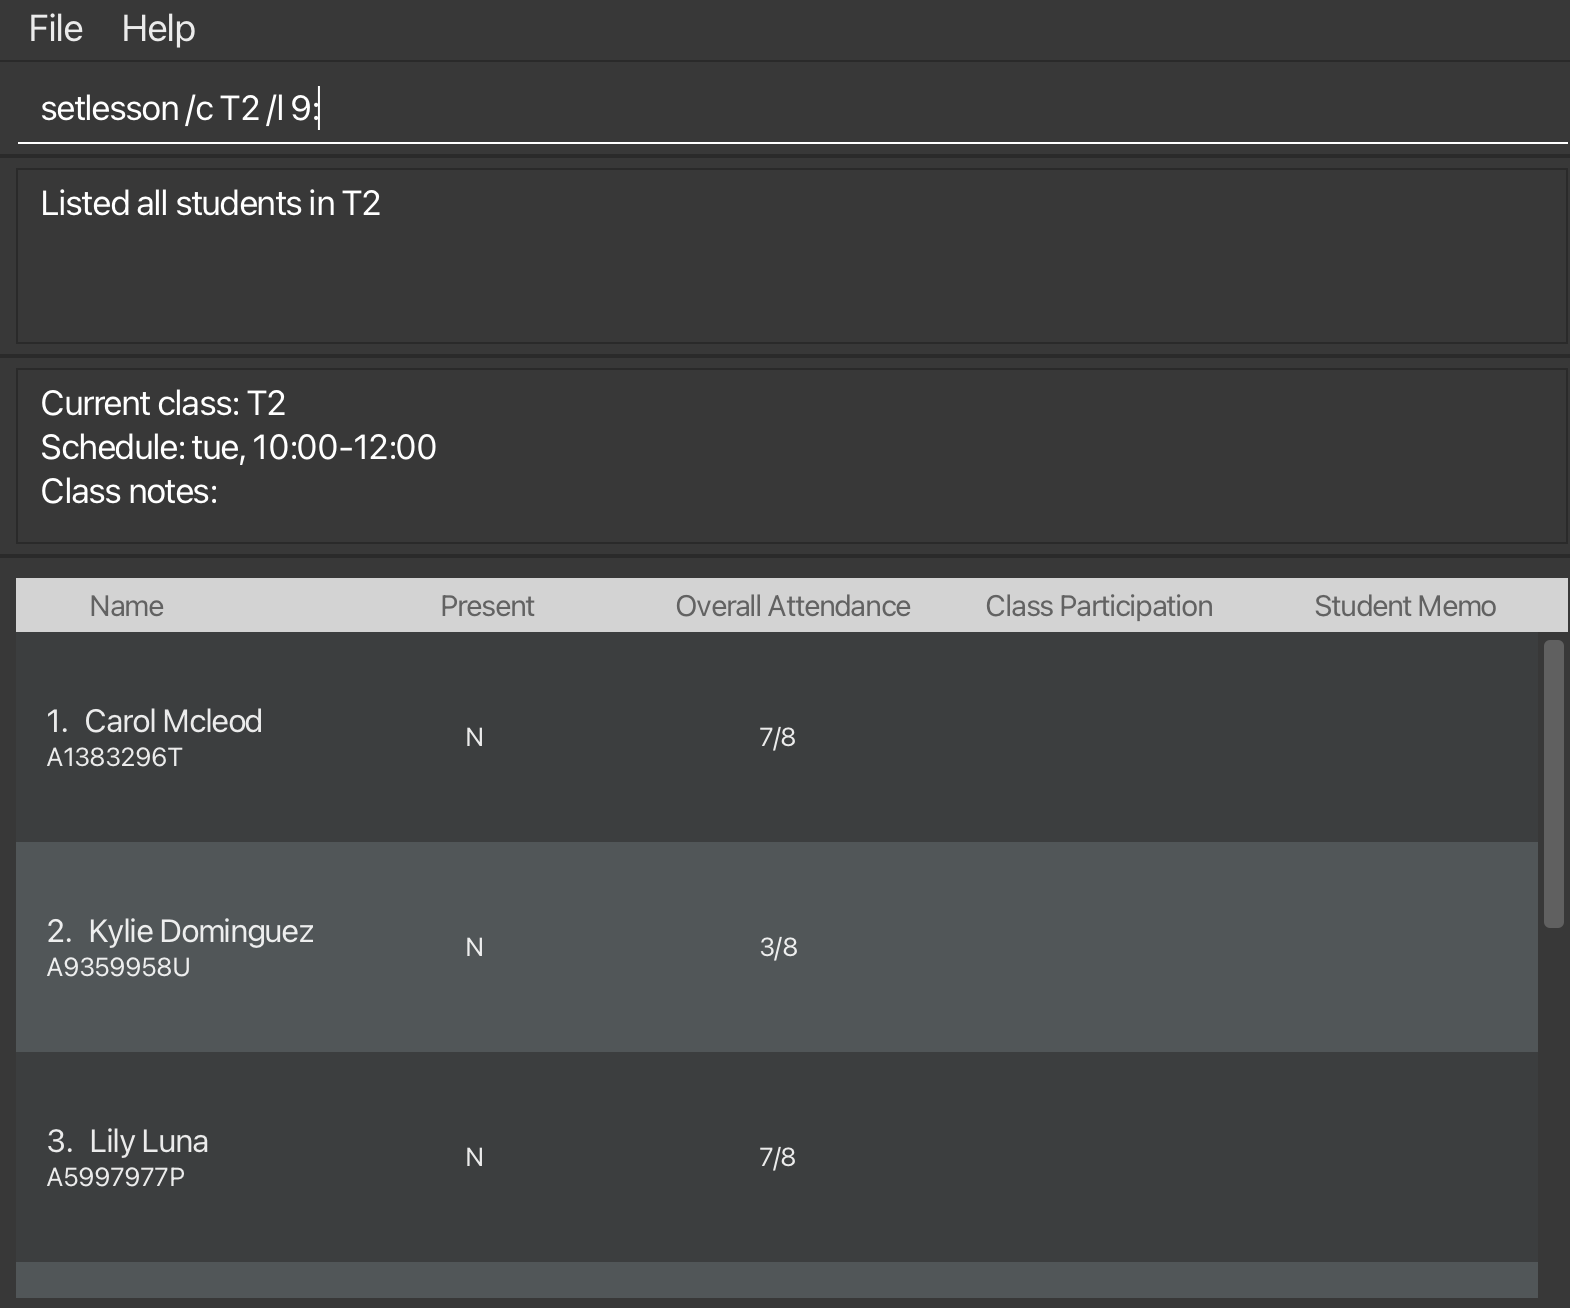 File Help
setlesson /c T2 /l 9:
Listed all students in T2
Current class: T2
Schedule: tue, 10:00-12:00
Class notes:
Name Present Overall Attendance Class Participation Student Memo
1. Carol Mcleod
A1383296T
N 7/8
2. Kylie Dominguez
A9359958U
N 3/8
3. Lily Luna
A5997977P
N 7/8